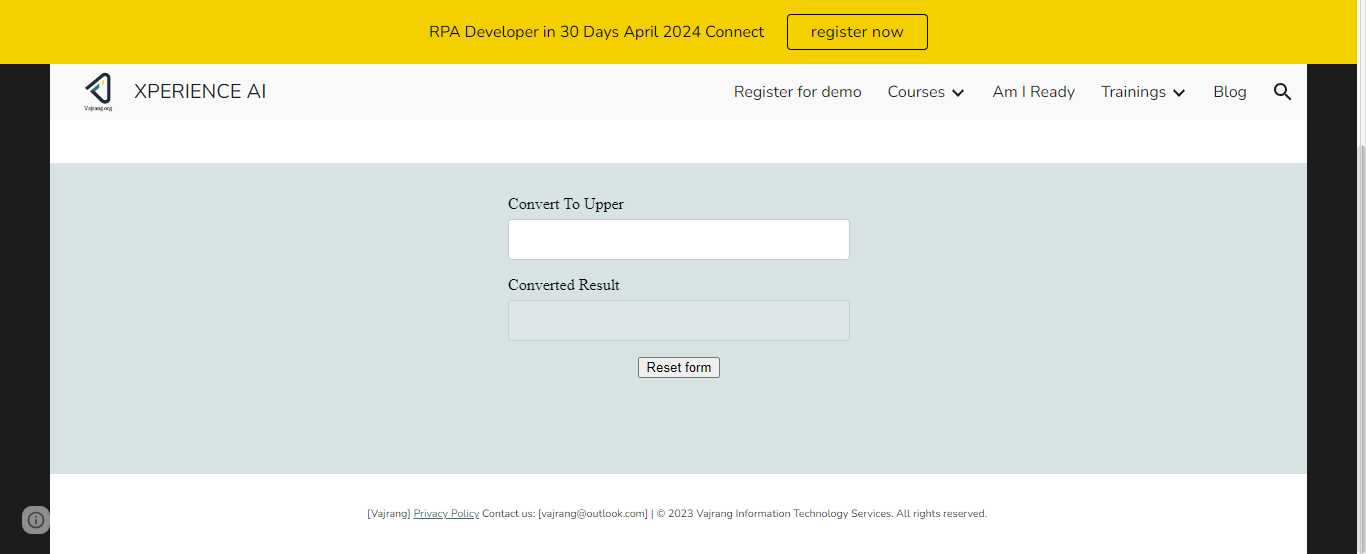 RPA Developer in 30 Days April 2024 Connect register now
Vajrang.org
XPERIENCE AI Register for demo Courses Am I Ready Trainings Blog
Convert To Upper
Converted Result
Reset form
[Vajrang] Privacy Policy Contact us: [vajrang@outlook.com] | © 2023 Vajrang Information Technology Services. All rights reserved.